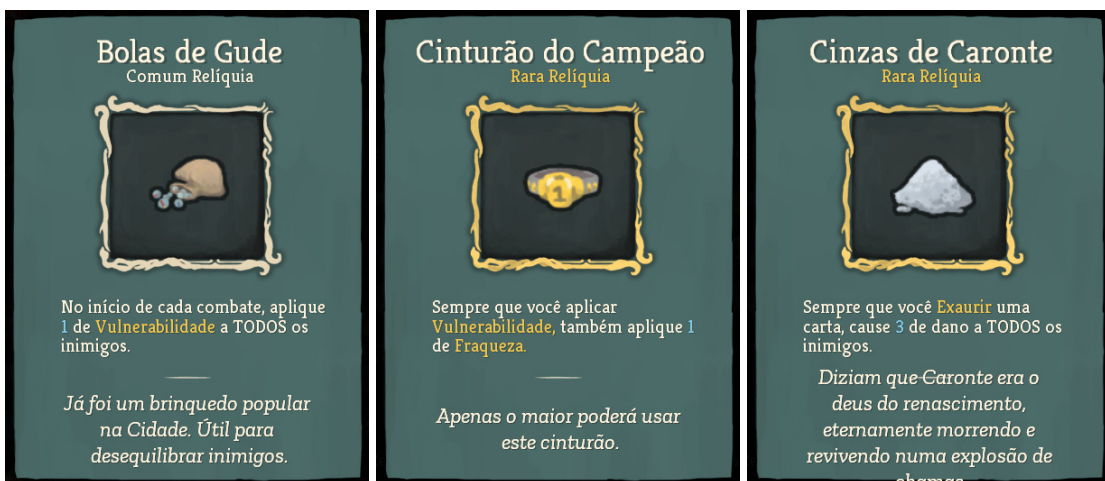 Bolas de Gude
Comum Relíquia
No início de cada combate, aplique
1 de Vulnerabilidade a TODOS os
inimigos.
Já foi um brinquedo popular
na Cidade. Útil para
desequilibrar inimigos.
Cinturão do Campeão
Rara Relíquia
1
Sempre que você aplicar
Vulnerabilidade, também aplique 1
de Fraqueza.
Apenas o maior poderá usar
este cinturão.
Cinzas de Caronte
Rara Relíquia
Sempre que você Exaurir uma
carta, cause 3 de dano a TODOS os
inimigos.
Diziam que Caronte era o
deus do renascimento,
eternamente morrendo e
revivendo numa explosão de